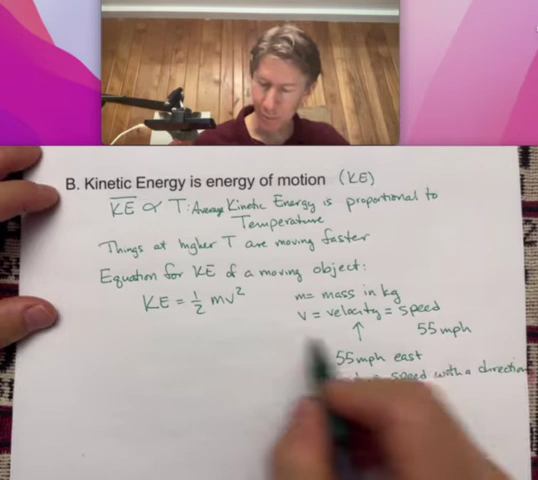 B. Kinetic Energy is energy of motion (KE)
K̅E̅ ∝ T: Average Kinetic Energy is proportional to
Temperature
Things at higher T are moving faster
Equation for KE of a moving object:
KE = ½ mv² m = mass in kg
v = velocity = speed
↑ 55 mph
55 mph east
speed with a direction